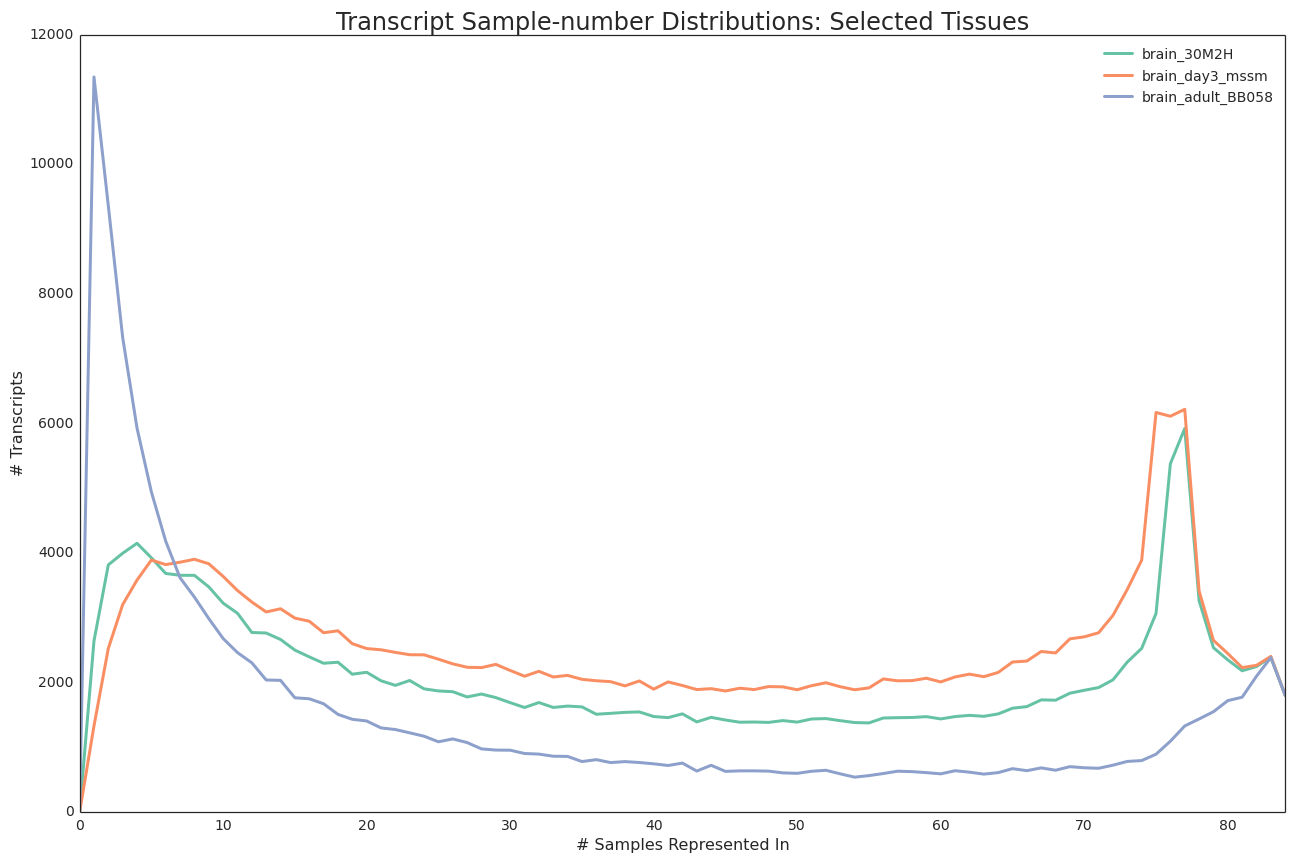 Transcript Sample-number Distributions: Selected Tissues
12000
10000
8000
6000
4000
2000
0
# Transcripts
brain_30M2H
brain_day3_mssm
brain_adult_BB058
0 10 20 30 40 50 60 70 80
# Samples Represented In